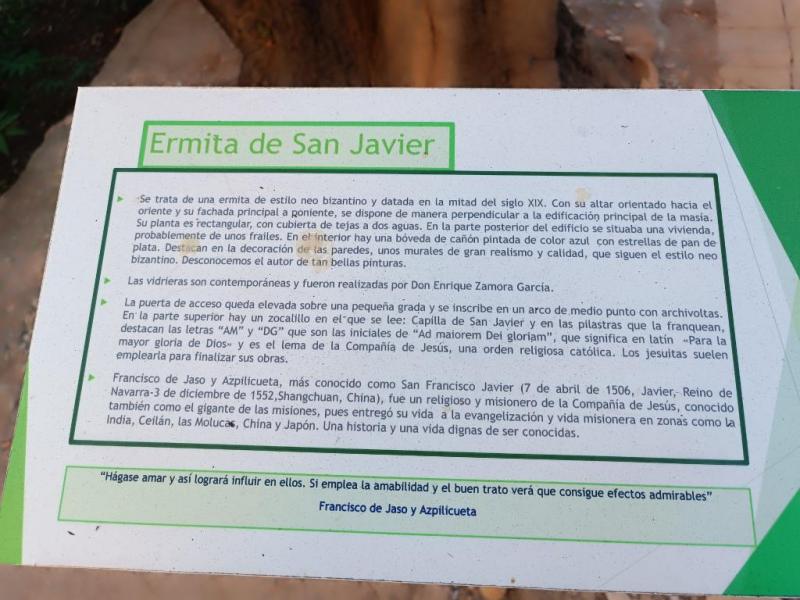 Ermita de San Javier
Se trata de una ermita de estilo neo bizantino y datada en la mitad del siglo XIX. Con su altar orientado hacia el
oriente y su fachada principal a poniente, se dispone de manera perpendicular a la edificación principal de la masía.
Su planta es rectangular, con cubierta de tejas a dos aguas. En la parte posterior del edificio se situaba una vivienda,
probablemente de unos frailes. En el interior hay una bóveda de cañón pintada de color azul con estrellas de pan de
plata. Destacan en la decoración de las paredes, unos murales de gran realismo y calidad, que siguen el estilo neo
bizantino. Desconocemos el autor de tan bellas pinturas.
Las vidrieras son contemporáneas y fueron realizadas por Don Enrique Zamora García.
La puerta de acceso queda elevada sobre una pequeña grada y se inscribe en un arco de medio punto con archivoltas.
En la parte superior hay un zocalillo en el que se lee: Capilla de San Javier y en las pilastras que la franquean,
destacan las letras "AM" y "DG" que son las iniciales de "Ad maiorem Dei gloriam", que significa en latín «Para la
mayor gloria de Dios» y es el lema de la Compañía de Jesús, una orden religiosa católica. Los jesuitas suelen
emplearla para finalizar sus obras.
Francisco de Jaso y Azpilicueta, más conocido como San Francisco Javier (7 de abril de 1506, Javier, Reino de
Navarra-3 de diciembre de 1552,Shangchuan, China), fue un religioso y misionero de la Compañía de Jesús, conocido
también como el gigante de las misiones, pues entregó su vida a la evangelización y vida misionera en zonas como la
India, Ceilán, las Molucas, China y Japón. Una historia y una vida dignas de ser conocidas.
"Hágase amar y así logrará influir en ellos. Si emplea la amabilidad y el buen trato verá que consigue efectos admirables"
Francisco de Jaso y Azpilicueta